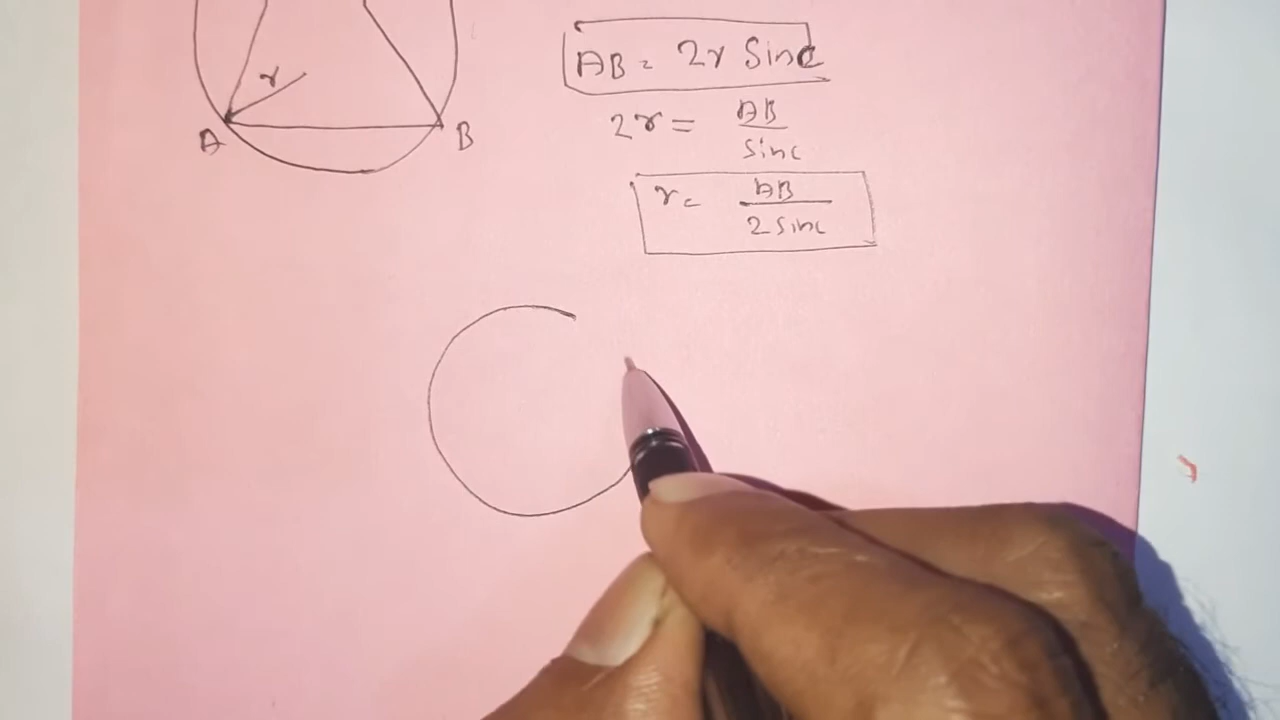 AB = 2r Sinc
2r = AB / Sinc
r = AB / 2 Sinc
r
A B